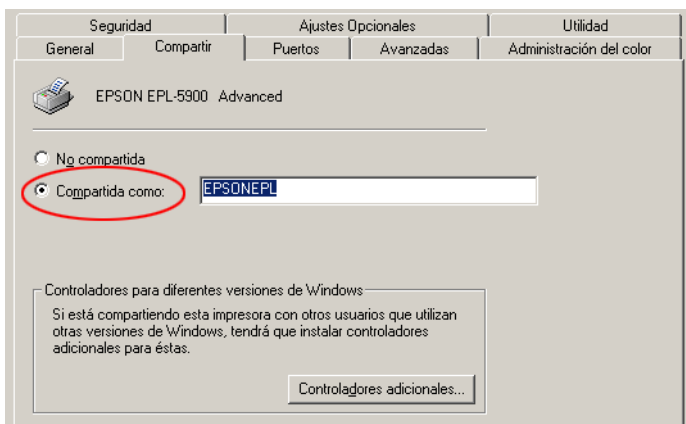 Seguridad Ajustes Opcionales Utilidad
General Compartir Puertos Avanzadas Administración del color
EPSON EPL-5900 Advanced
No compartida
Compartida como: EPSONEPL
Controladores para diferentes versiones de Windows
Si está compartiendo esta impresora con otros usuarios que utilizan
otras versiones de Windows, tendrá que instalar controladores
adicionales para éstas.
Controladores adicionales...